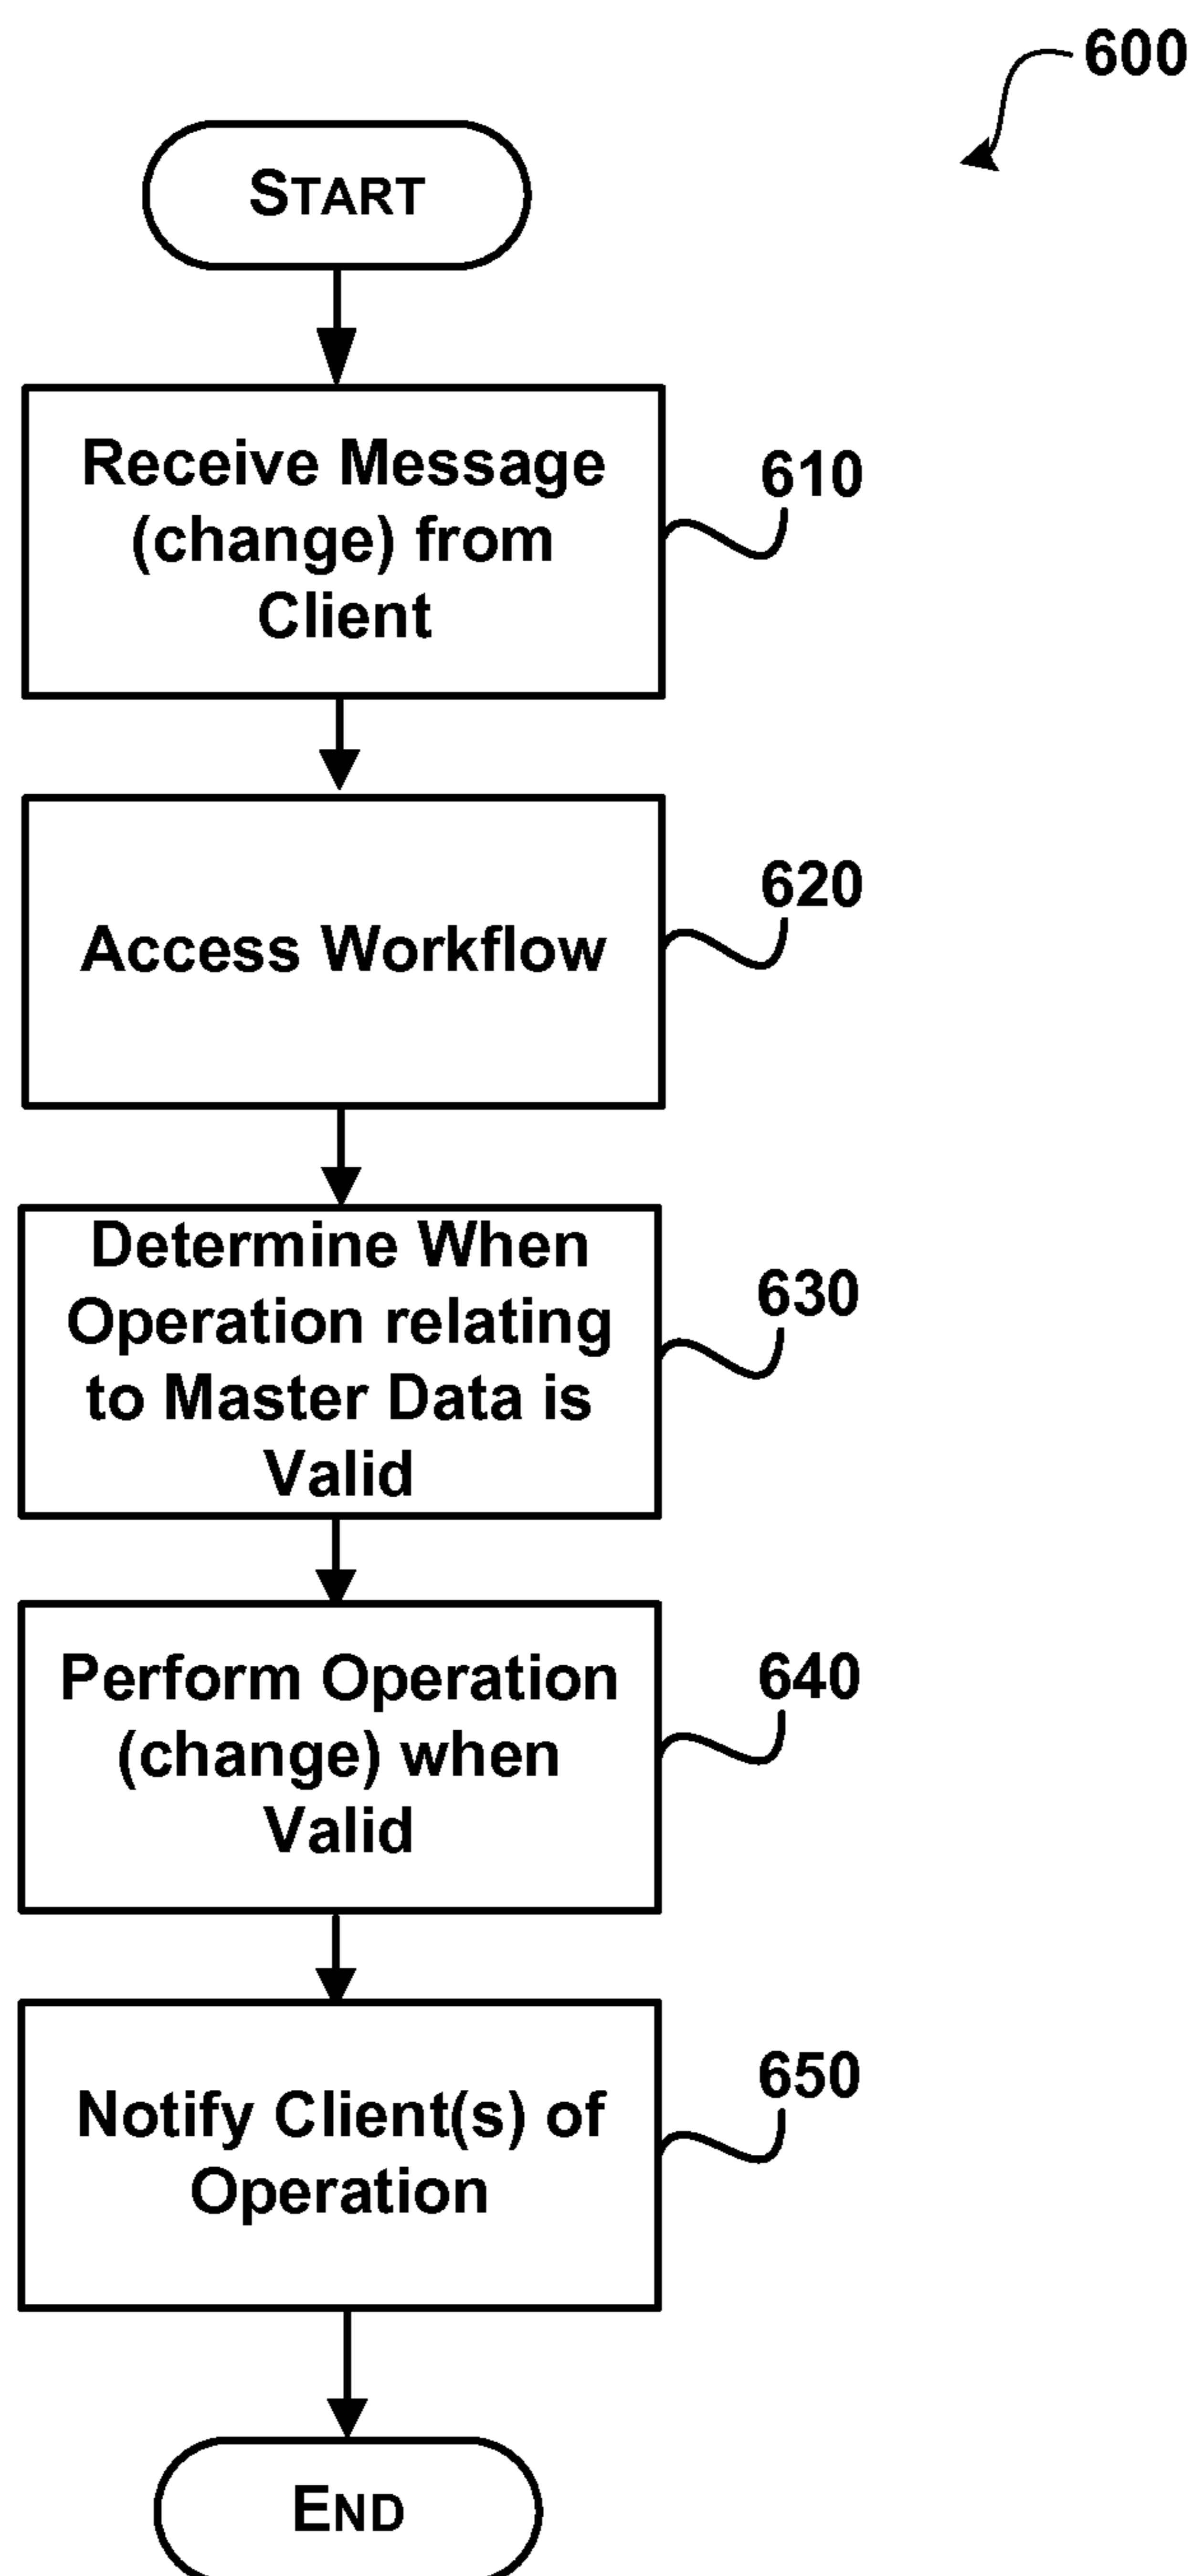 600
START
Receive Message
(change) from
Client
610
Access Workflow
620
Determine When
Operation relating
to Master Data is
Valid
630
Perform Operation
(change) when
Valid
640
Notify Client(s) of
Operation
650
END